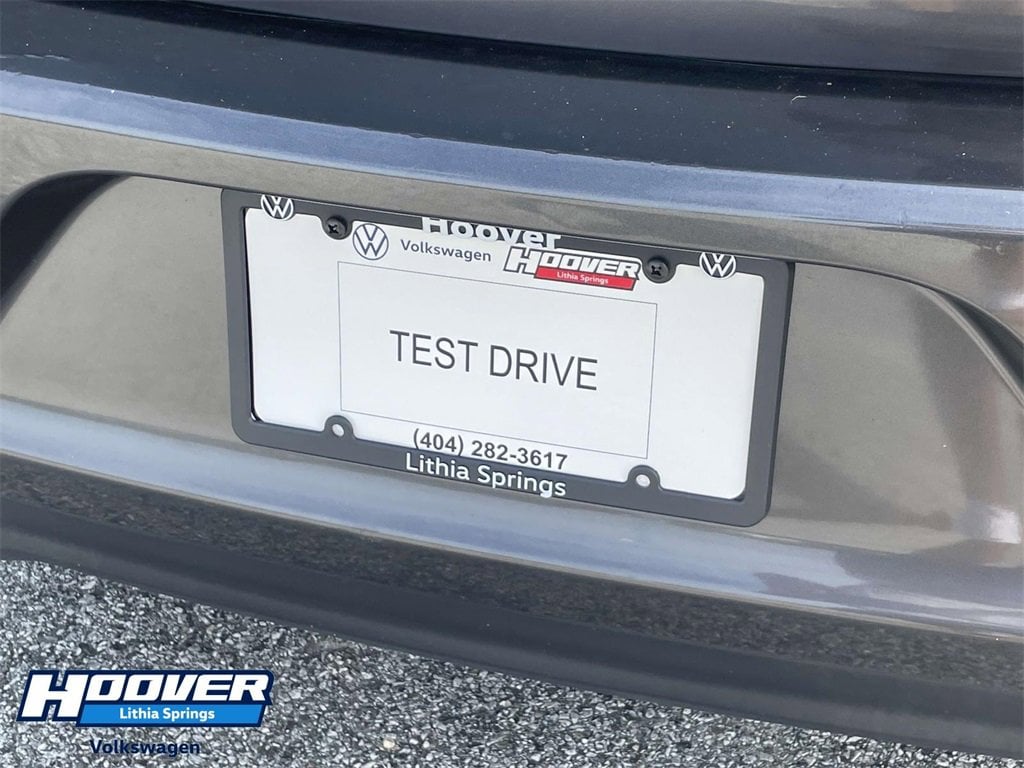 Hoover
Volkswagen
HOOVER
Lithia Springs
TEST DRIVE
(404) 282-3617
Lithia Springs
HOOVER
Lithia Springs
Volkswagen